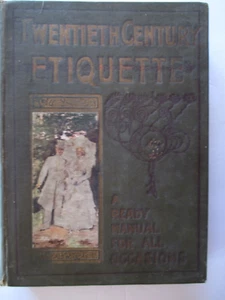 TWENTIETH CENTURY
ETIQUETTE
A
READY
MANUAL
FOR ALL
OCCASIONS